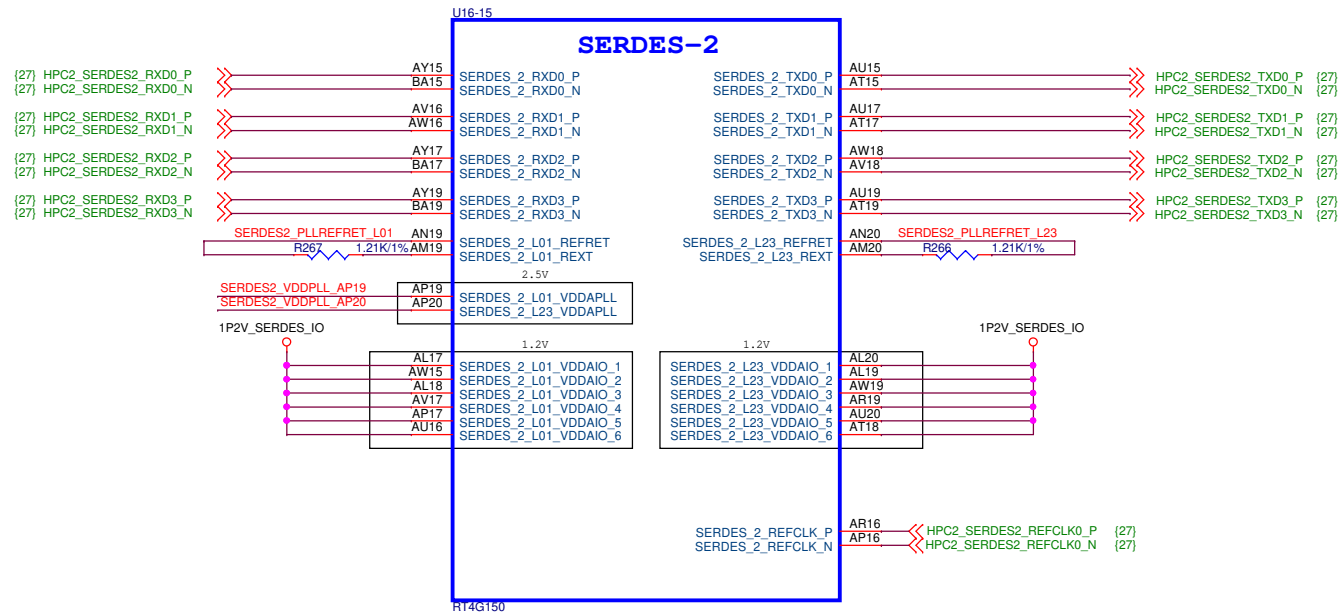 U16-15
SERDES-2
{27} HPC2_SERDES2_RXD0_P AY15 SERDES_2_RXD0_P SERDES_2_TXD0_P AU15 HPC2_SERDES2_TXD0_P {27}
{27} HPC2_SERDES2_RXD0_N BA15 SERDES_2_RXD0_N SERDES_2_TXD0_N AT15 HPC2_SERDES2_TXD0_N {27}
{27} HPC2_SERDES2_RXD1_P AV16 SERDES_2_RXD1_P SERDES_2_TXD1_P AU17 HPC2_SERDES2_TXD1_P {27}
{27} HPC2_SERDES2_RXD1_N AW16 SERDES_2_RXD1_N SERDES_2_TXD1_N AT17 HPC2_SERDES2_TXD1_N {27}
{27} HPC2_SERDES2_RXD2_P AY17 SERDES_2_RXD2_P SERDES_2_TXD2_P AW18 HPC2_SERDES2_TXD2_P {27}
{27} HPC2_SERDES2_RXD2_N BA17 SERDES_2_RXD2_N SERDES_2_TXD2_N AV18 HPC2_SERDES2_TXD2_N {27}
{27} HPC2_SERDES2_RXD3_P AY19 SERDES_2_RXD3_P SERDES_2_TXD3_P AU19 HPC2_SERDES2_TXD3_P {27}
{27} HPC2_SERDES2_RXD3_N BA19 SERDES_2_RXD3_N SERDES_2_TXD3_N AT19 HPC2_SERDES2_TXD3_N {27}
SERDES2_PLLREFRET_L01 AN19 SERDES_2_L01_REFRET SERDES_2_L23_REFRET AN20 SERDES2_PLLREFRET_L23
R267 1.21K/1% AM19 SERDES_2_L01_REXT SERDES_2_L23_REXT AM20 R266 1.21K/1%
2.5V
SERDES2_VDDPLL_AP19 AP19 SERDES_2_L01_VDDAPLL
SERDES2_VDDPLL_AP20 AP20 SERDES_2_L23_VDDAPLL
1P2V_SERDES_IO 1P2V_SERDES_IO
1.2V 1.2V
AL17 SERDES_2_L01_VDDAIO_1 SERDES_2_L23_VDDAIO_1 AL20
AW15 SERDES_2_L01_VDDAIO_2 SERDES_2_L23_VDDAIO_2 AL19
AL18 SERDES_2_L01_VDDAIO_3 SERDES_2_L23_VDDAIO_3 AW19
AV17 SERDES_2_L01_VDDAIO_4 SERDES_2_L23_VDDAIO_4 AR19
AP17 SERDES_2_L01_VDDAIO_5 SERDES_2_L23_VDDAIO_5 AU20
AU16 SERDES_2_L01_VDDAIO_6 SERDES_2_L23_VDDAIO_6 AT18
SERDES_2_REFCLK_P AR16 HPC2_SERDES2_REFCLK0_P {27}
SERDES_2_REFCLK_N AP16 HPC2_SERDES2_REFCLK0_N {27}
RT4G150